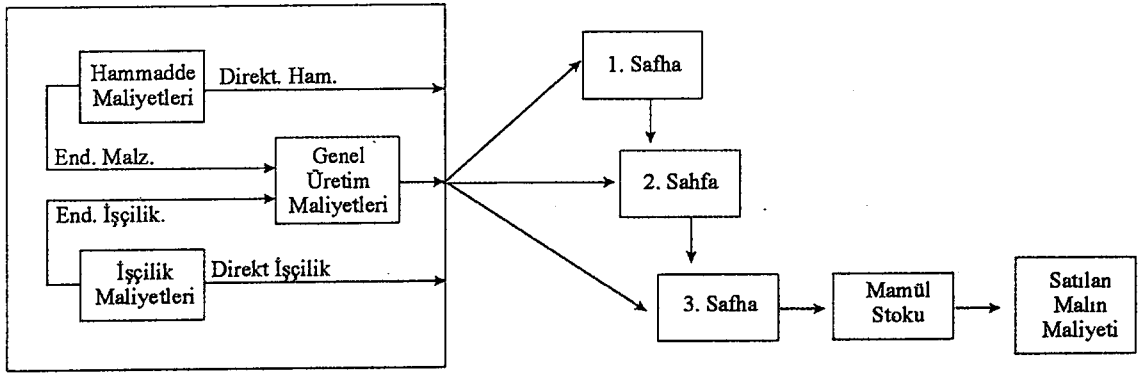 Hammadde
Maliyetleri
Direkt. Ham.
End. Malz.
Genel
Üretim
Maliyetleri
End. İşçilik.
İşçilik
Maliyetleri
Direkt İşçilik
1. Safha
2. Sahfa
3. Safha
Mamül
Stoku
Satılan
Malın
Maliyeti